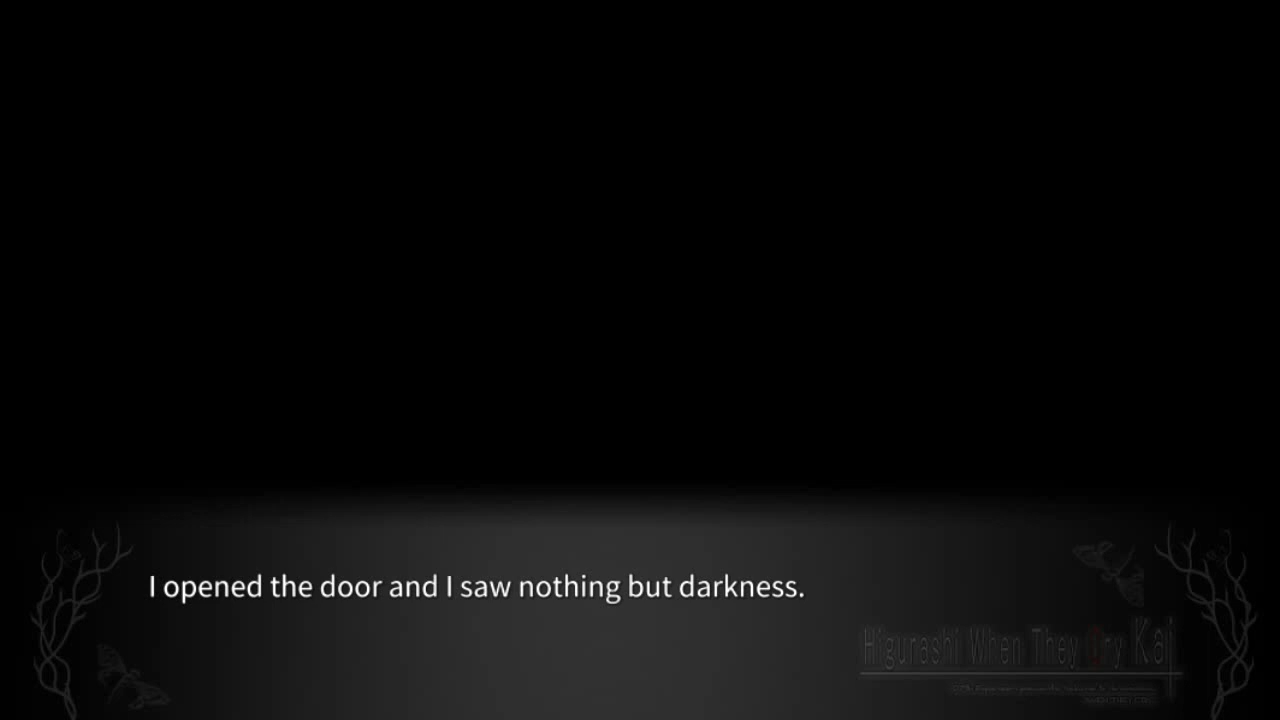 I opened the door and I saw nothing but darkness.
Higurashi When They Cry Kai